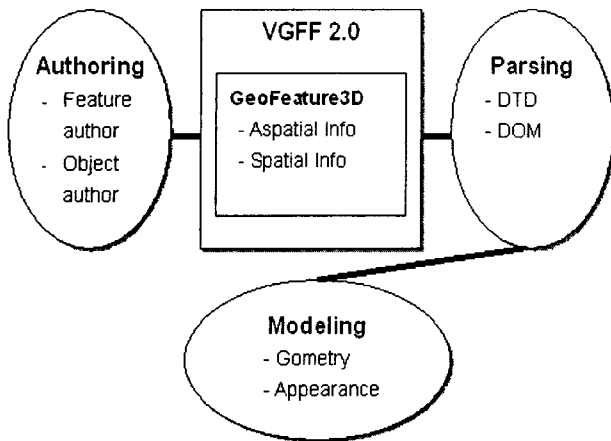 VGFF 2.0
Authoring
- Feature
author
- Object
author
GeoFeature3D
- Aspatial Info
- Spatial Info
Parsing
- DTD
- DOM
Modeling
- Gometry
- Appearance